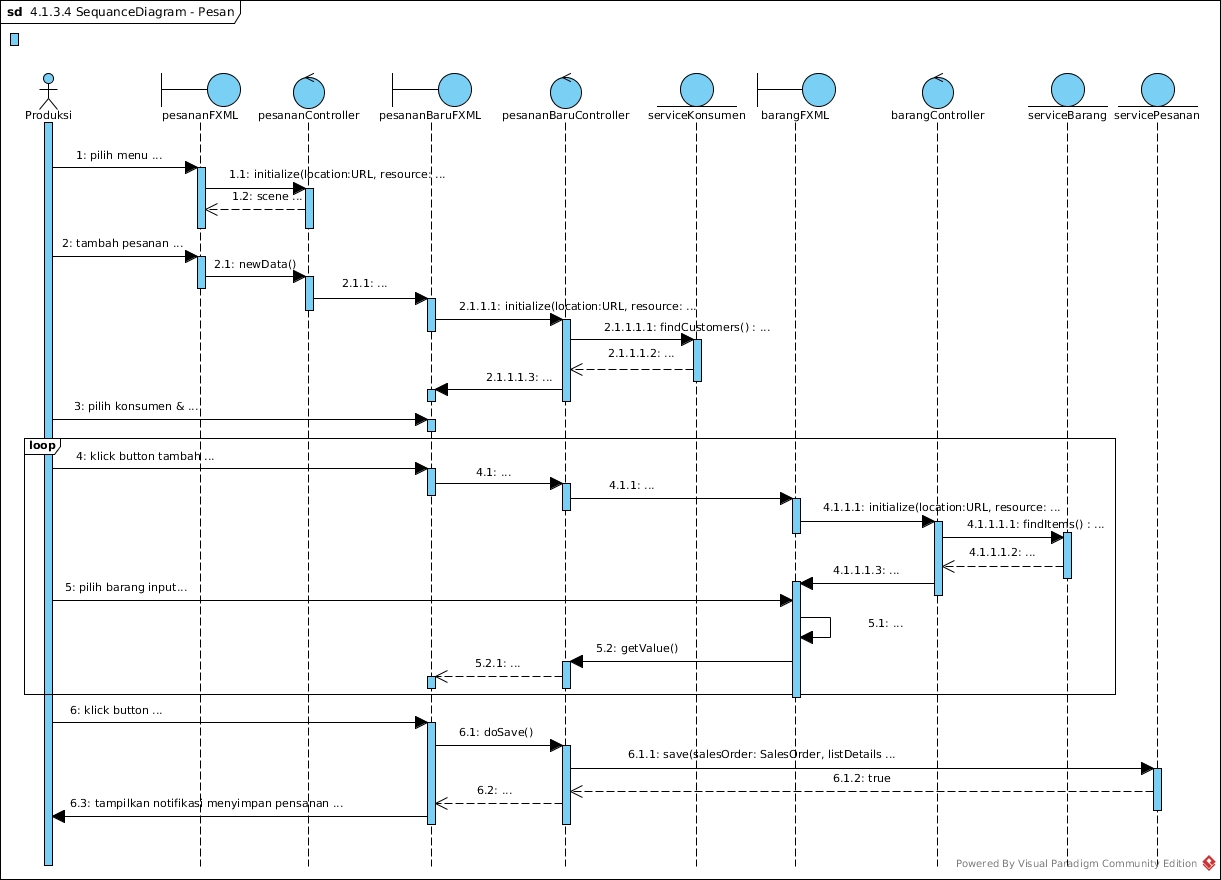 sd 4.1.3.4 SequanceDiagram - Pesan
Produksi
pesananFXML
pesananController
pesananBaruFXML
pesananBaruController
serviceKonsumen
barangFXML
barangController
serviceBarang
servicePesanan
1: pilih menu ...
1.1: initialize(location:URL, resource: ...
1.2: scene ...
2: tambah pesanan ...
2.1: newData()
2.1.1: ...
2.1.1.1: initialize(location:URL, resource: ...
2.1.1.1.1: findCustomers() : ...
2.1.1.1.2: ...
2.1.1.1.3: ...
3: pilih konsumen & ...
loop
4: klick button tambah ...
4.1: ...
4.1.1: ...
4.1.1.1: initialize(location:URL, resource: ...
4.1.1.1.1: findItems() : ...
4.1.1.1.2: ...
4.1.1.1.3: ...
5: pilih barang input...
5.1: ...
5.2: getValue()
5.2.1: ...
6: klick button ...
6.1: doSave()
6.1.1: save(salesOrder: SalesOrder, listDetails ...
6.1.2: true
6.2: ...
6.3: tampilkan notifikasi menyimpan pensanan ...
Powered By Visual Paradigm Community Edition